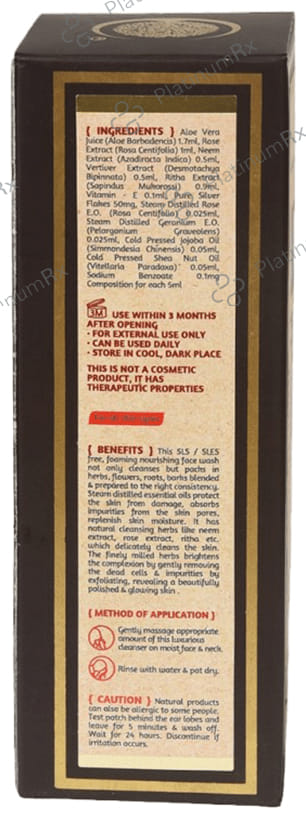 { INGREDIENTS } Aloe Vera
Juice (Aloe Barbadencis) 1.7ml, Rose
Extract (Rosa Centifolia) 1ml, Neem
Extract (Azadiracta Indica) 0.5ml,
Vertiver Extract (Desmotachya
Bipinnata) 0.5ml, Ritha Extract
(Sapindus Mukorossi) 0.9ml,
Vitamin - E 0.1ml, Pure Silver
Flakes 50mg, Steam Distilled Rose
E.O. (Rosa Centifolia) 0.025ml,
Steam Distilled Geranium E.O.
(Pelargonium Graveolens)
0.025ml, Cold Pressed Jojoba Oil
(Simmondesia Chinensis) 0.05ml,
Cold Pressed Shea Nut Oil
(Vitellaria Paradoxa) 0.05ml,
Sodium Benzoate 0.1mg
Composition for each 5ml
3M USE WITHIN 3 MONTHS
AFTER OPENING
• FOR EXTERNAL USE ONLY
• CAN BE USED DAILY
• STORE IN COOL, DARK PLACE
THIS IS NOT A COSMETIC
PRODUCT, IT HAS
THERAPEUTIC PROPERTIES
{ BENEFITS } This SLS / SLES
free, foaming nourishing face wash
not only cleanses but packs in
herbs, flowers, roots, barks blended
& prepared to the right consistency.
Steam distilled essential oils protect
the skin from damage, absorbs
impurities from the skin pores,
replenish skin moisture. It has
natural cleansing herbs like neem
extract, rose extract, ritha etc.
which delicately cleans the skin.
The finely milled herbs brightens
the complexion by gently removing
the dead cells & impurities by
exfoliating, revealing a beautifully
polished & glowing skin .
{ METHOD OF APPLICATION }
Gently massage appropriate
amount of this luxurious
cleanser on moist face & neck.
Rinse with water & pat dry.
{ CAUTION } Natural products
can also be allergic to some people.
Test patch behind the ear lobes and
leave for 5 minutes & wash off.
Wait for 24 hours. Discontinue if
irritation occurs.
PlatinumRx